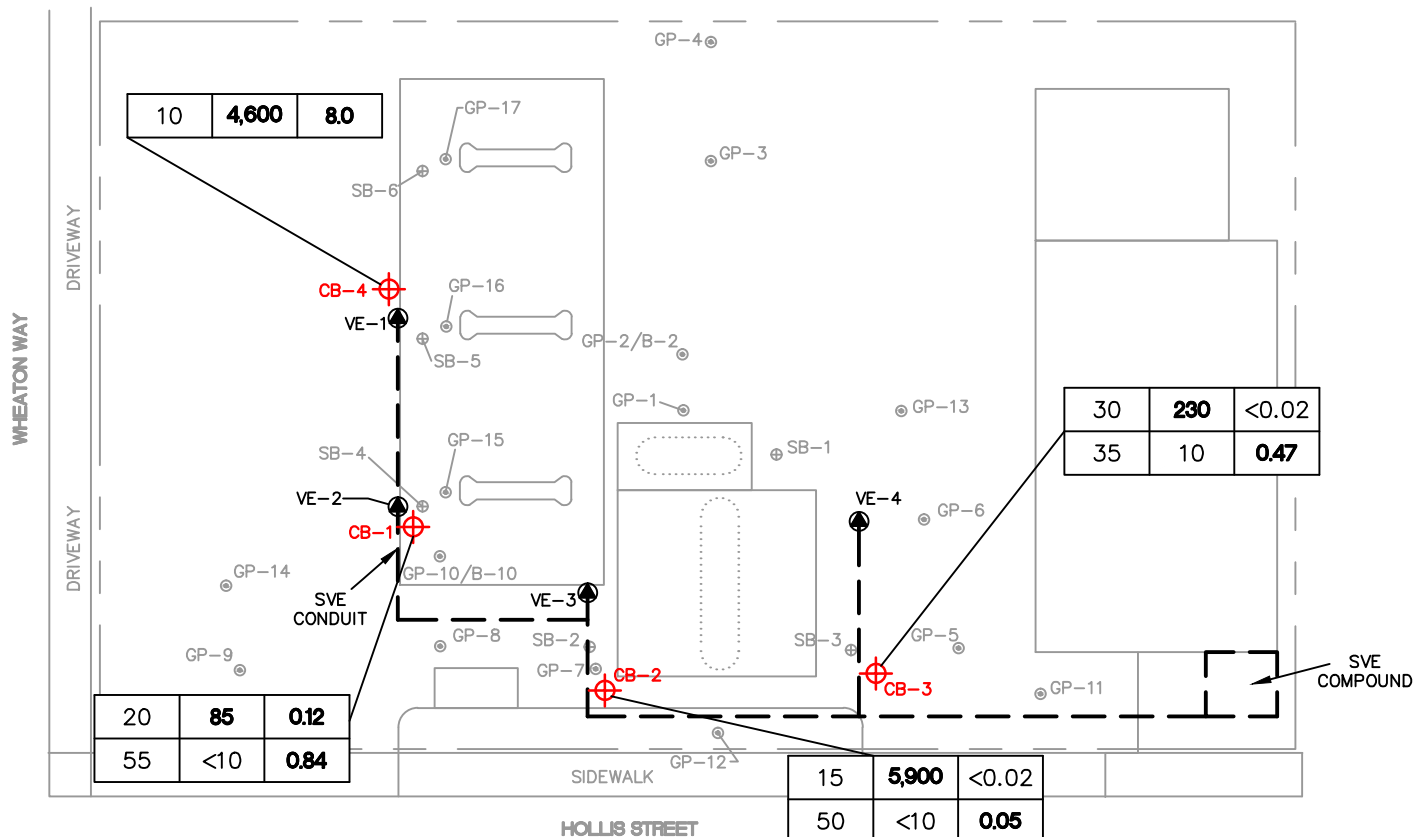 GP-4
10 4,600 8.0
GP-17
GP-3
SB-6
DRIVEWAY
CB-4
GP-16
VE-1
SB-5
GP-2/B-2
WHEATON WAY
GP-1
GP-13
30 230 <0.02
35 10 0.47
SB-4
GP-15
SB-1
VE-2
VE-4
CB-1
GP-6
DRIVEWAY
GP-14
GP-10/B-10
SVE
CONDUIT
VE-3
GP-8
SB-2
SB-3
GP-5
GP-9
GP-7
CB-2
CB-3
GP-11
SVE
COMPOUND
20 85 0.12
55 <10 0.84
GP-12
SIDEWALK
15 5,900 <0.02
50 <10 0.05
HOLLIS STREET